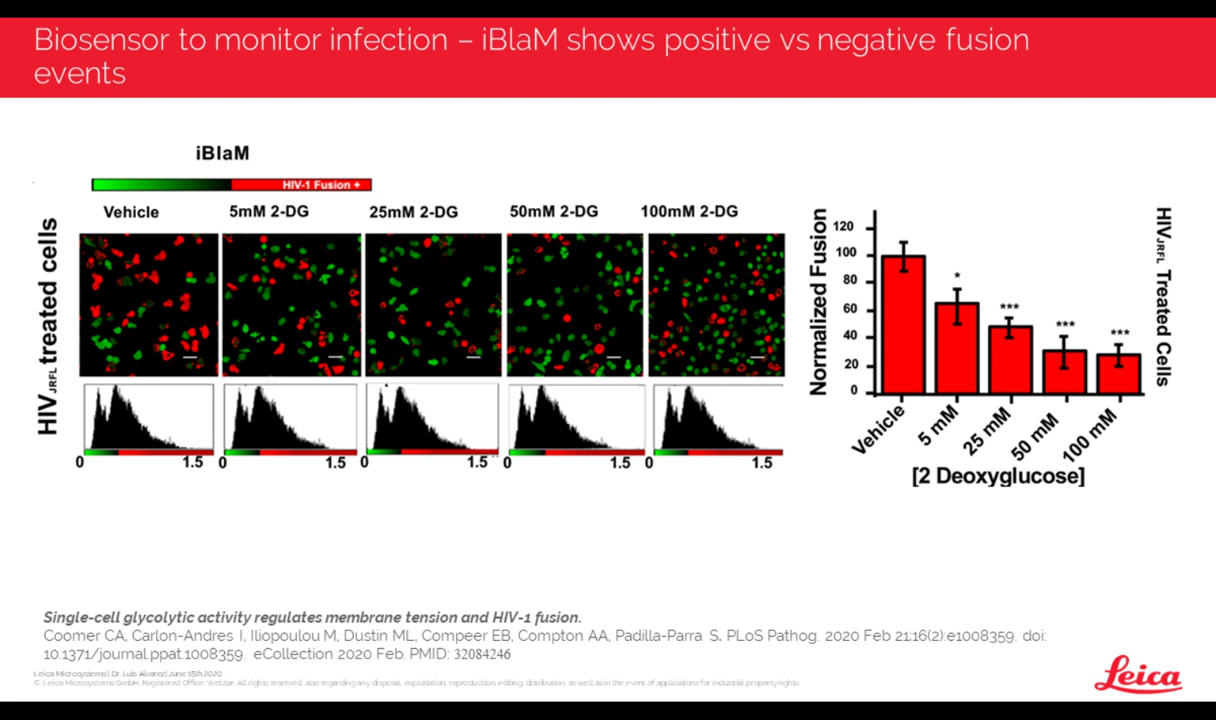 Biosensor to monitor infection – iBlaM shows positive vs negative fusion
events
iBlaM
HIV-1 Fusion +
Vehicle
5mM 2-DG
25mM 2-DG
50mM 2-DG
100mM 2-DG
HIVJRFL treated cells
0
1.5
0
1.5
0
1.5
0
1.5
0
1.5
Normalized Fusion
120
100
80
60
40
20
0
*
***
***
***
Vehicle
5 mM
25 mM
50 mM
100 mM
[2 Deoxyglucose]
HIVJRFL Treated Cells
Single-cell glycolytic activity regulates membrane tension and HIV-1 fusion.
Coomer CA, Carlon-Andres I, Iliopoulou M, Dustin ML, Compeer EB, Compton AA, Padilla-Parra S. PLoS Pathog. 2020 Feb 21;16(2):e1008359. doi:
10.1371/journal.ppat.1008359. eCollection 2020 Feb. PMID: 32084246
Leica Microsystems | Dr. Luis Alvarez| June 15th 2020
© Leica Microsystems GmbH. Registered Office: Wetzlar. All rights reserved, also regarding any disposal, exploitation, reproduction, editing, distribution, as well as in the event of applications for industrial property rights.
Leica